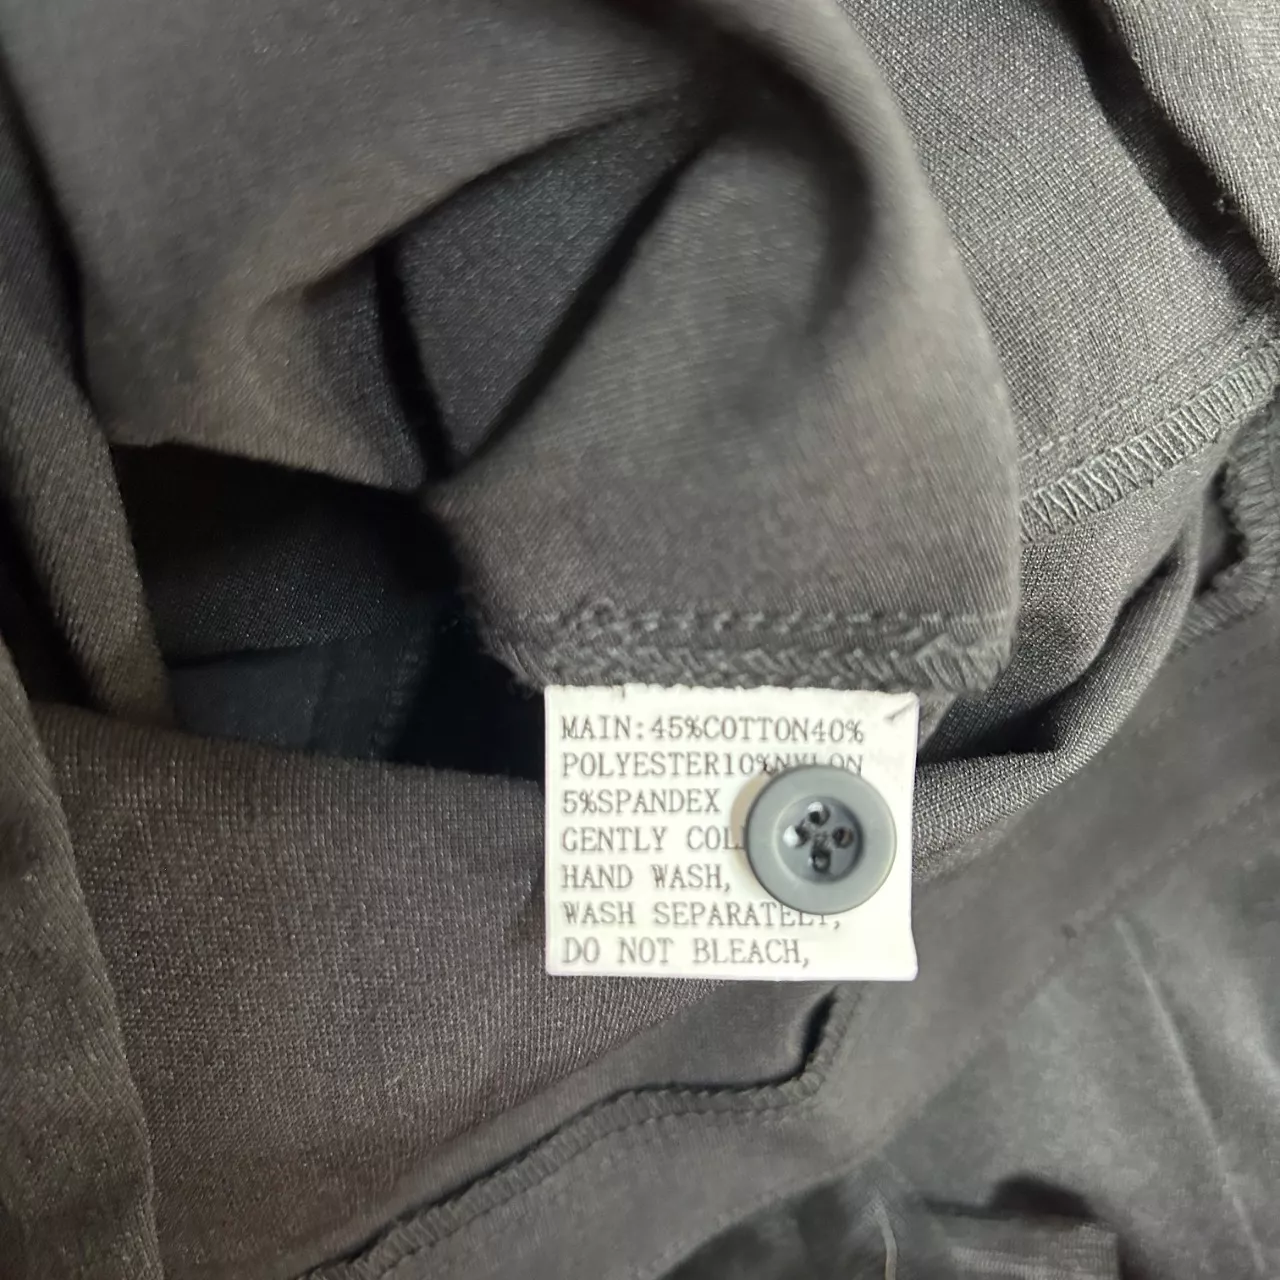 MAIN:45%COTTON40%
POLYESTER10%NYLON
5%SPANDEX
GENTLY
HAND WASH,
WASH SEPARATELY,
DO NOT BLEACH,